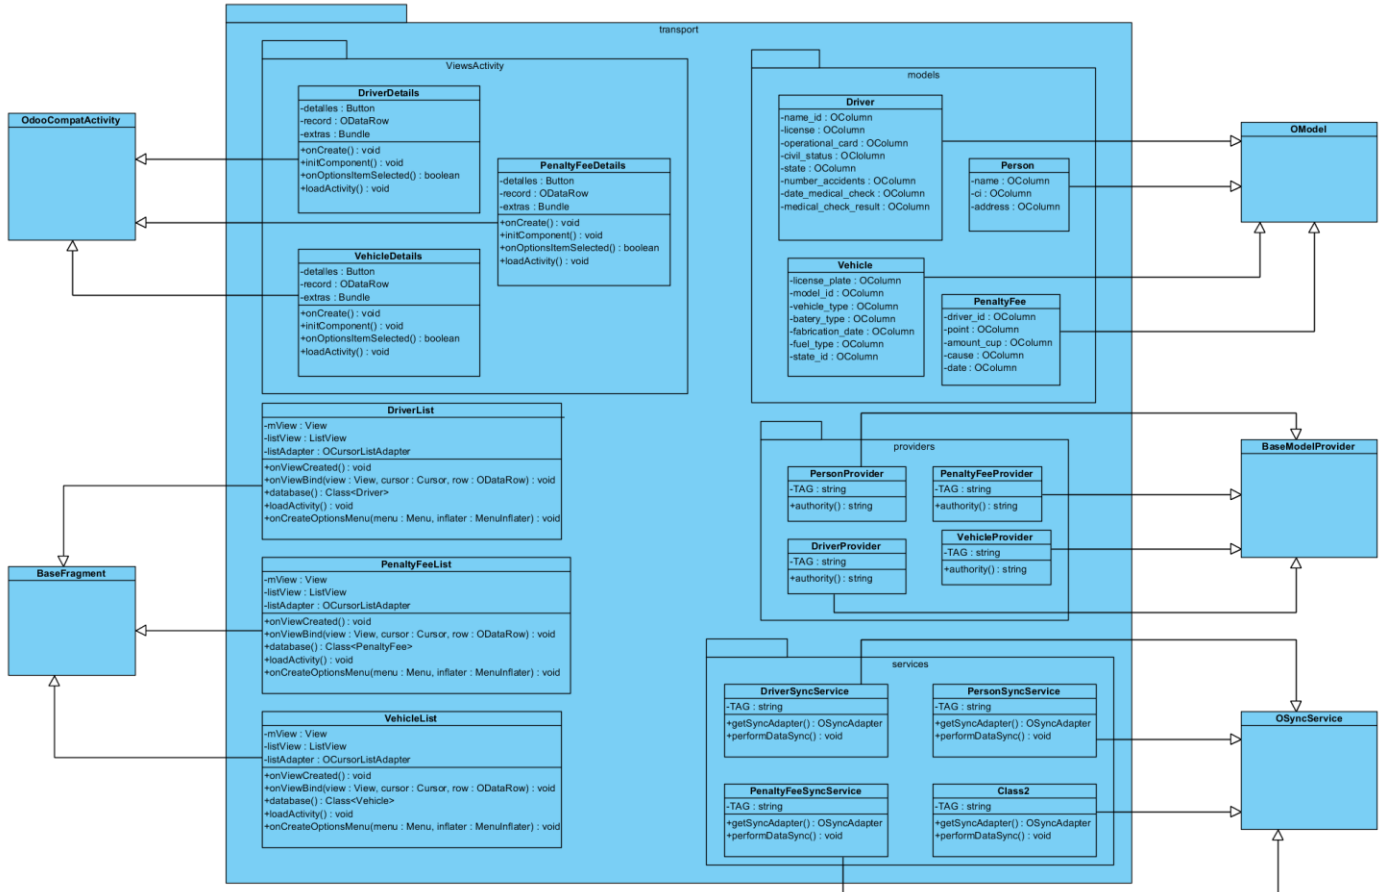 transport
ViewsActivity
DriverDetails
-detalles : Button
-record : ODataRow
-extras : Bundle
+onCreate() : void
+initComponent() : void
+onOptionsItemSelected() : boolean
+loadActivity() : void
PenaltyFeeDetails
-detalles : Button
-record : ODataRow
-extras : Bundle
+onCreate() : void
+initComponent() : void
+onOptionsItemSelected() : boolean
+loadActivity() : void
VehicleDetails
-detalles : Button
-record : ODataRow
-extras : Bundle
+onCreate() : void
+initComponent() : void
+onOptionsItemSelected() : boolean
+loadActivity() : void
OdooCompatActivity
models
Driver
-name_id : OColumn
-license : OColumn
-operational_card : OColumn
-civil_status : OClolumn
-state : OColumn
-number_accidents : OColumn
-date_medical_check : OColumn
-medical_check_result : OColumn
Person
-name : OColumn
-ci : OColumn
-address : OColumn
Vehicle
-license_plate : OColumn
-model_id : OColumn
-vehicle_type : OColumn
-batery_type : OColumn
-fabrication_date : OColumn
-fuel_type : OColumn
-state_id : OColumn
PenaltyFee
-driver_id : OColumn
-point : OColumn
-amount_cup : OColumn
-cause : OColumn
-date : OColumn
OModel
DriverList
-mView : View
-listView : ListView
-listAdapter : OCursorListAdapter
+onViewCreated() : void
+onViewBind(view : View, cursor : Cursor, row : ODataRow) : void
+database() : Class<Driver>
+loadActivity() : void
+onCreateOptionsMenu(menu : Menu, inflater : MenuInflater) : void
PenaltyFeeList
-mView : View
-listView : ListView
-listAdapter : OCursorListAdapter
+onViewCreated() : void
+onViewBind(view : View, cursor : Cursor, row : ODataRow) : void
+database() : Class<PenaltyFee>
+loadActivity() : void
+onCreateOptionsMenu(menu : Menu, inflater : MenuInflater) : void
VehicleList
-mView : View
-listView : ListView
-listAdapter : OCursorListAdapter
+onViewCreated() : void
+onViewBind(view : View, cursor : Cursor, row : ODataRow) : void
+database() : Class<Vehicle>
+loadActivity() : void
+onCreateOptionsMenu(menu : Menu, inflater : MenuInflater) : void
BaseFragment
providers
PersonProvider
-TAG : string
+authority() : string
PenaltyFeeProvider
-TAG : string
+authority() : string
DriverProvider
-TAG : string
+authority() : string
VehicleProvider
-TAG : string
+authority() : string
BaseModelProvider
services
DriverSyncService
-TAG : string
+getSyncAdapter() : OSyncAdapter
+performDataSync() : void
PersonSyncService
-TAG : string
+getSyncAdapter() : OSyncAdapter
+performDataSync() : void
PenaltyFeeSyncService
-TAG : string
+getSyncAdapter() : OSyncAdapter
+performDataSync() : void
Class2
-TAG : string
+getSyncAdapter() : OSyncAdapter
+performDataSync() : void
OSyncService